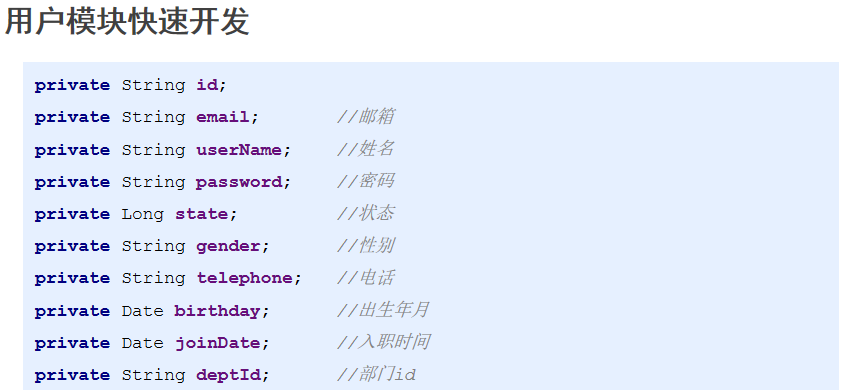 用户模块快速开发
private String id;
private String email; //邮箱
private String userName; //姓名
private String password; //密码
private Long state; //状态
private String gender; //性别
private String telephone; //电话
private Date birthday; //出生年月
private Date joinDate; //入职时间
private String deptId; //部门id